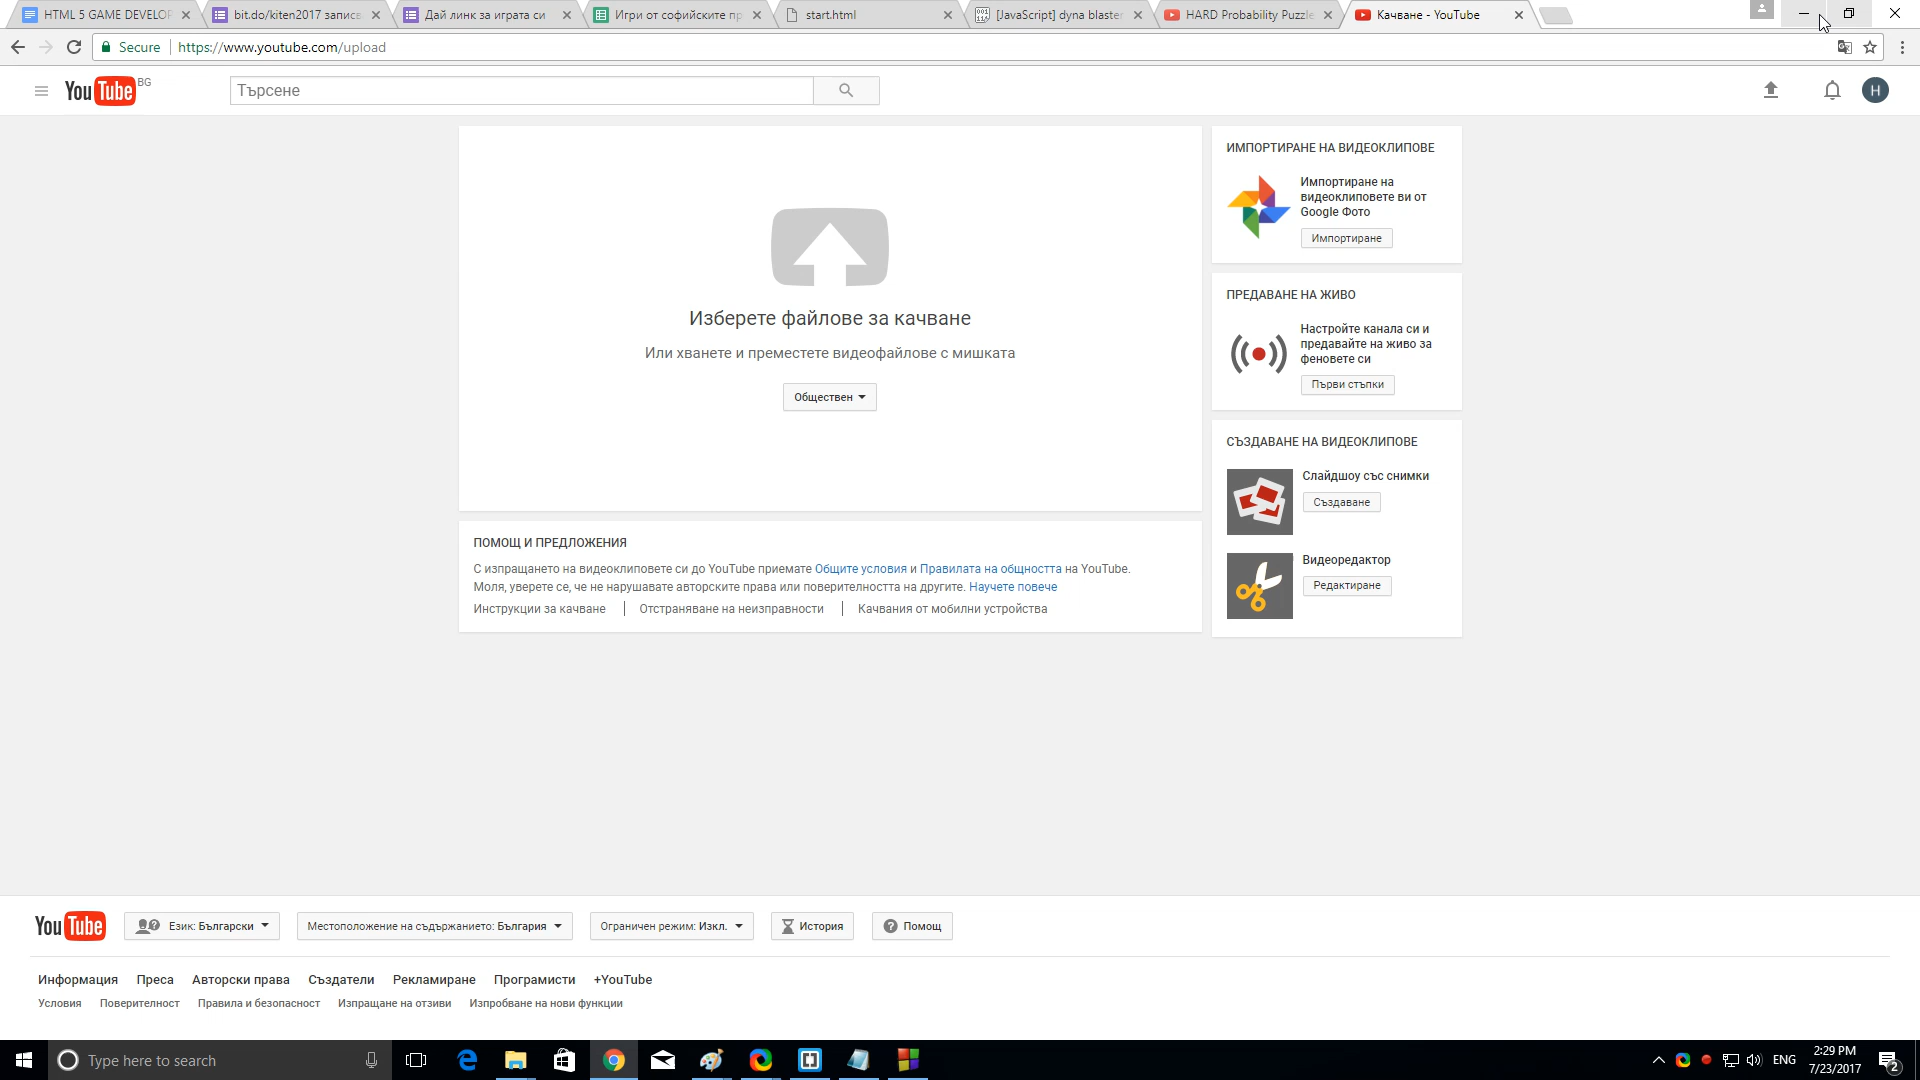 HTML 5 GAME DEVELOP
bit.do/kiten2017 записв
Дай линк за играта си
Игри от софийските пр
start.html
[JavaScript] dyna blaster
HARD Probability Puzzle
Качване - YouTube
Secure
https://www.youtube.com/upload
YouTube BG
Търсене
H
Изберете файлове за качване
Или хванете и преместете видеофайлове с мишката
Обществен
ИМПОРТИРАНЕ НА ВИДЕОКЛИПОВЕ
Импортиране на
видеоклиповете ви от
Google Фото
Импортиране
ПРЕДАВАНЕ НА ЖИВО
Настройте канала си и
предавайте на живо за
феновете си
Първи стъпки
СЪЗДАВАНЕ НА ВИДЕОКЛИПОВЕ
Слайдшоу със снимки
Създаване
Видеоредактор
Редактиране
ПОМОЩ И ПРЕДЛОЖЕНИЯ
С изпращането на видеоклиповете си до YouTube приемате Общите условия и Правилата на общността на YouTube.
Моля, уверете се, че не нарушавате авторските права или поверителността на другите. Научете повече
Инструкции за качване
Отстраняване на неизправности
Качвания от мобилни устройства
YouTube
Език: Български
Местоположение на съдържанието: България
Ограничен режим: Изкл.
История
Помощ
Информация Преса Авторски права Създатели Рекламиране Програмисти +YouTube
Условия Поверителност Правила и безопасност Изпращане на отзиви Изпробване на нови функции
Type here to search
ENG
2:29 PM
7/23/2017
2